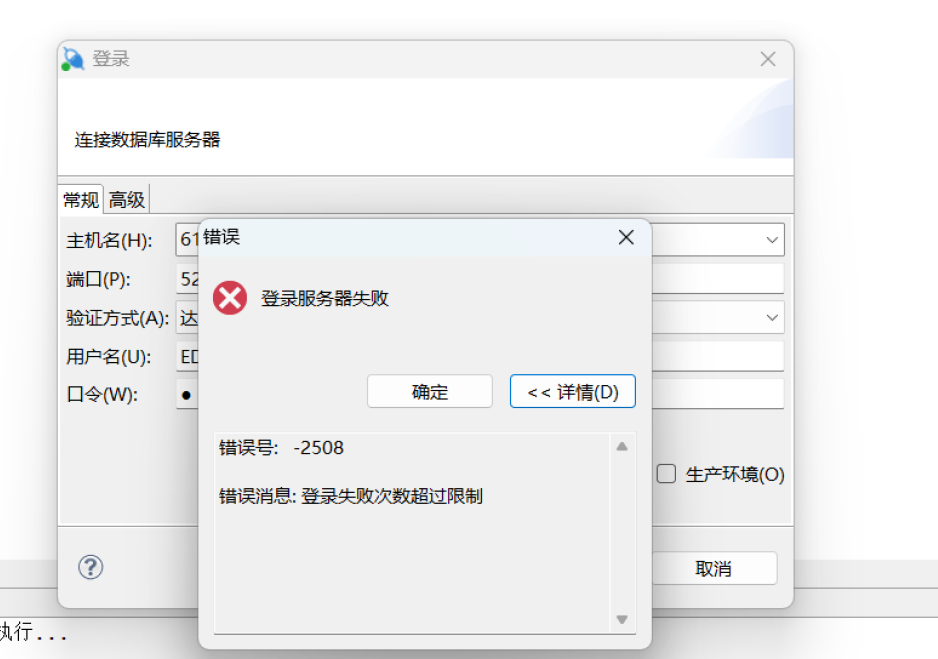 登录
连接数据库服务器
常规 高级
主机名(H): 61
端口(P): 52
验证方式(A): 达
用户名(U): ED
口令(W): ●
生产环境(O)
取消
错误
登录服务器失败
确定 << 详情(D)
错误号: -2508
错误消息: 登录失败次数超过限制
执行...